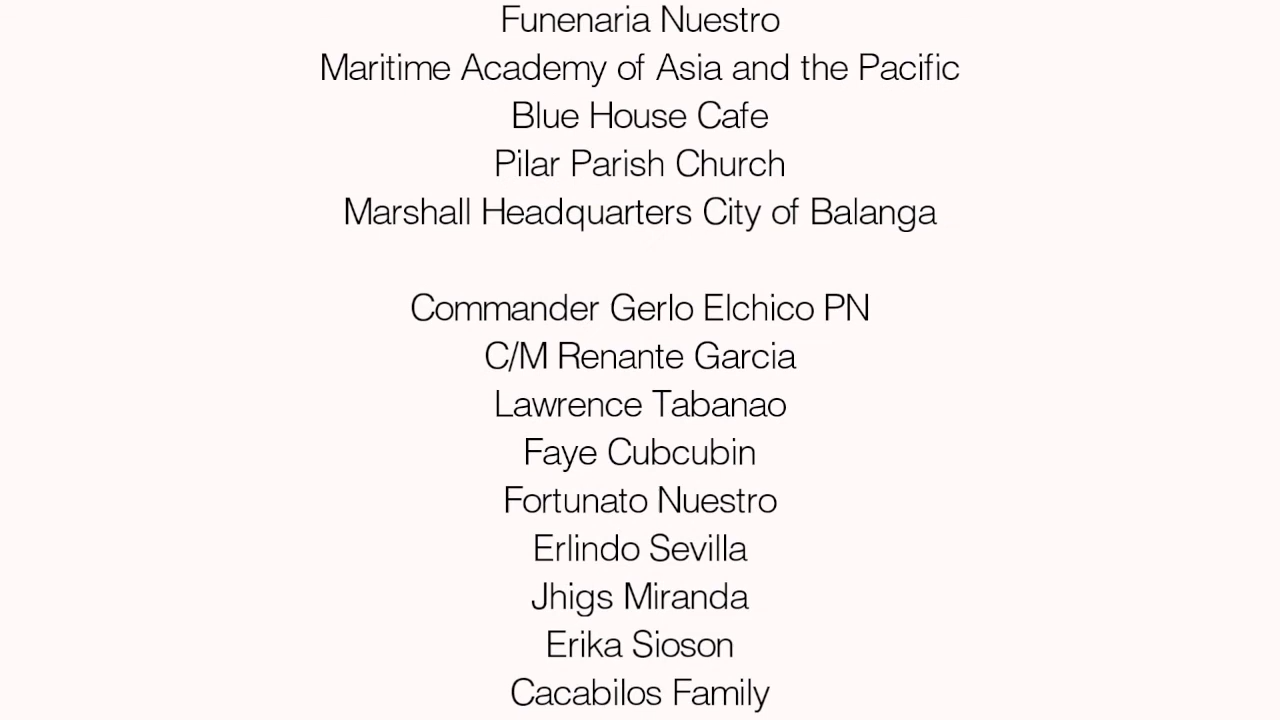 Funenaria Nuestro
Maritime Academy of Asia and the Pacific
Blue House Cafe
Pilar Parish Church
Marshall Headquarters City of Balanga
Commander Gerlo Elchico PN
C/M Renante Garcia
Lawrence Tabanao
Faye Cubcubin
Fortunato Nuestro
Erlindo Sevilla
Jhigs Miranda
Erika Sioson
Cacabilos Family